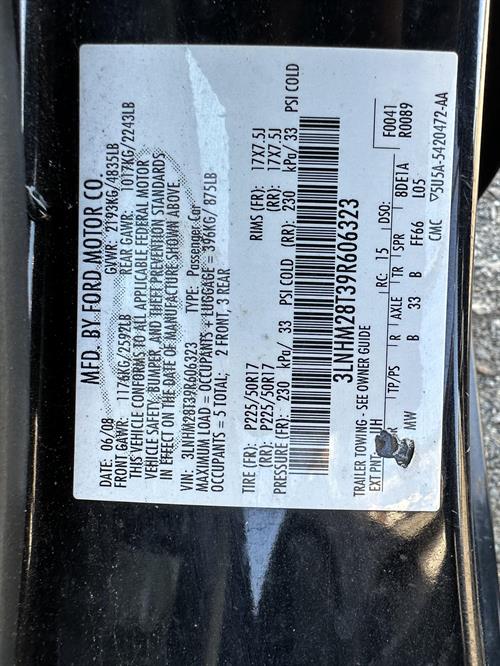 MFD. BY FORD MOTOR CO.
DATE: 06/08 GVWR: 2193KG/4835LB
FRONT GAWR: 1176KG/2592LB REAR GAWR: 1017KG/2243LB
THIS VEHICLE CONFORMS TO ALL APPLICABLE FEDERAL MOTOR
VEHICLE SAFETY, BUMPER, AND THEFT PREVENTION STANDARDS
IN EFFECT ON THE DATE OF MANUFACTURE SHOWN ABOVE.
VIN: 3LNHM28T39R606323 TYPE: Passenger Car
MAXIMUM LOAD = OCCUPANTS + LUGGAGE = 396KG/ 875LB
OCCUPANTS = 5 TOTAL; 2 FRONT, 3 REAR
TIRE (FR): P225/50R17 RIMS (FR): 17X7.5J
(RR): P225/50R17 (RR): 17X7.5J
PRESSURE (FR): 230 kPa/ 33 PSI COLD (RR): 230 kPa/ 33 PSI COLD
3LNHM28T39R606323
TRAILER TOWING - SEE OWNER GUIDE F0041
EXT PNT: UH RC: 15 DSO: R0089
TP/PS R AXLE TR SPR BDE1A
MW B 33 B FF66 L05
CMC ▽5U5A-5420472-AA